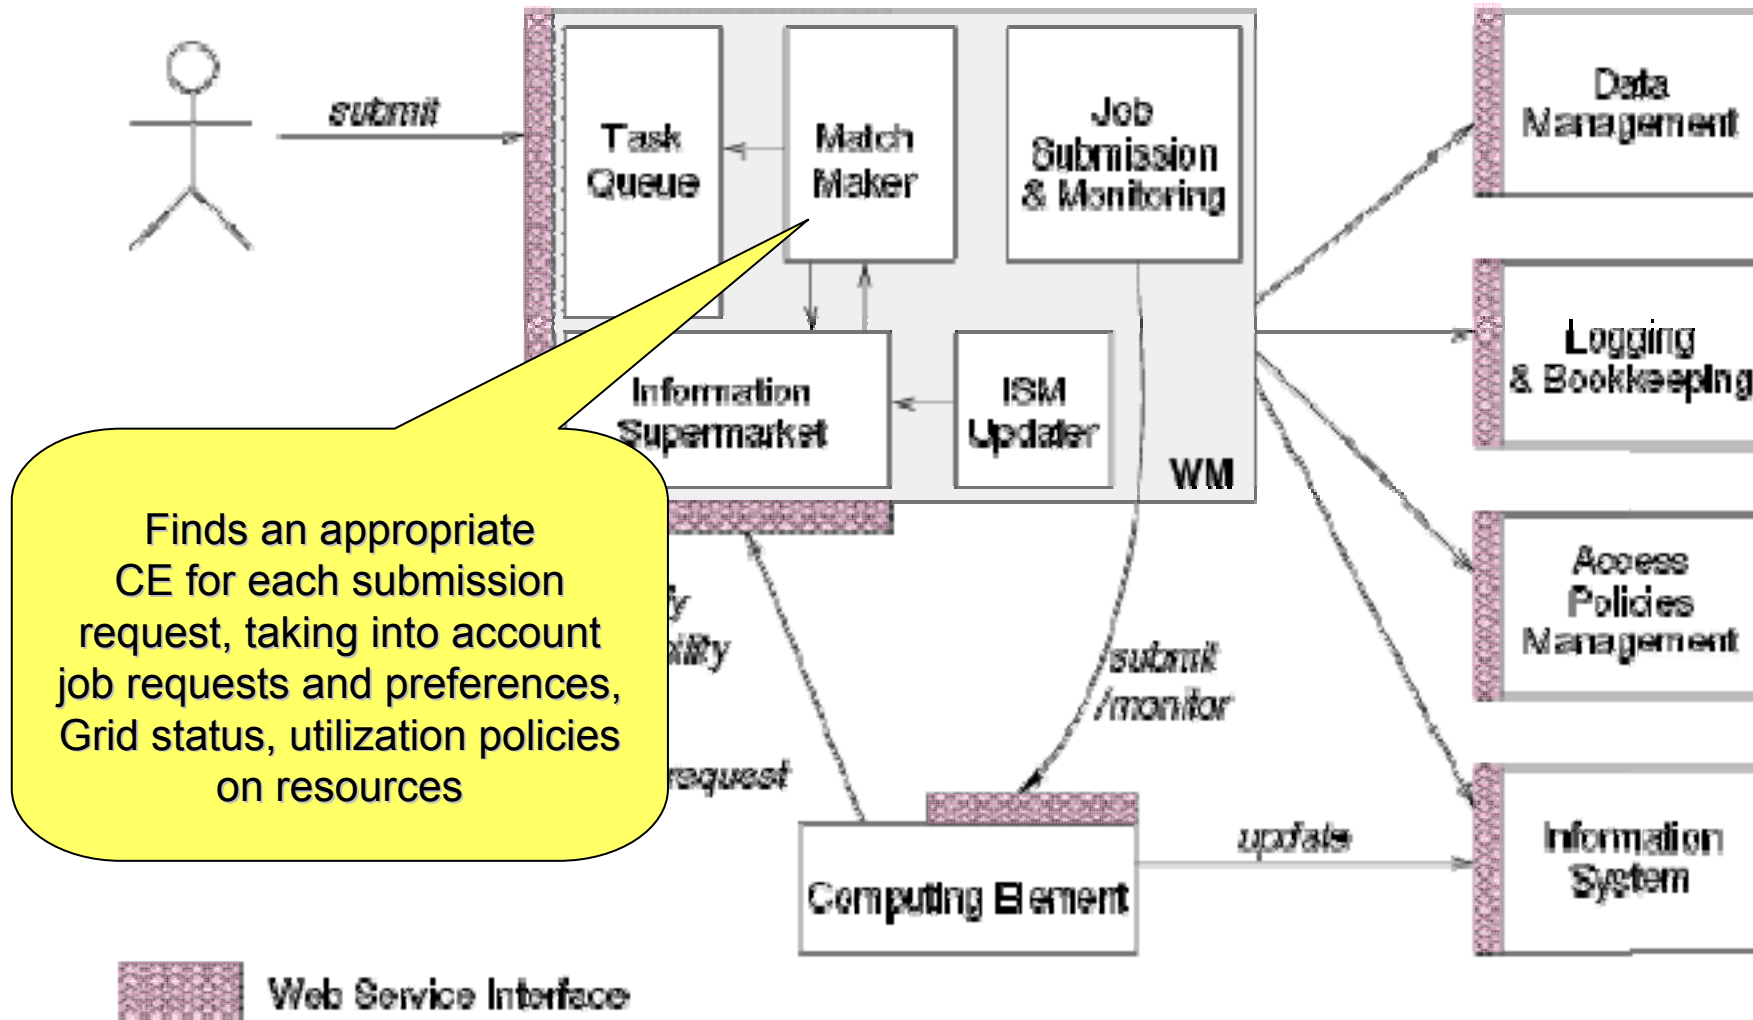 submit
Task
Queue
Match
Maker
Job
Submission
& Monitoring
Data
Management
Information
Supermarket
ISM
Updater
WM
Logging
& Bookkeeping
Finds an appropriate
CE for each submission
request, taking into account
job requests and preferences,
Grid status, utilization policies
on resources
request
submit
/monitor
Access
Policies
Management
Computing Element
update
Information
System
Web Service Interface